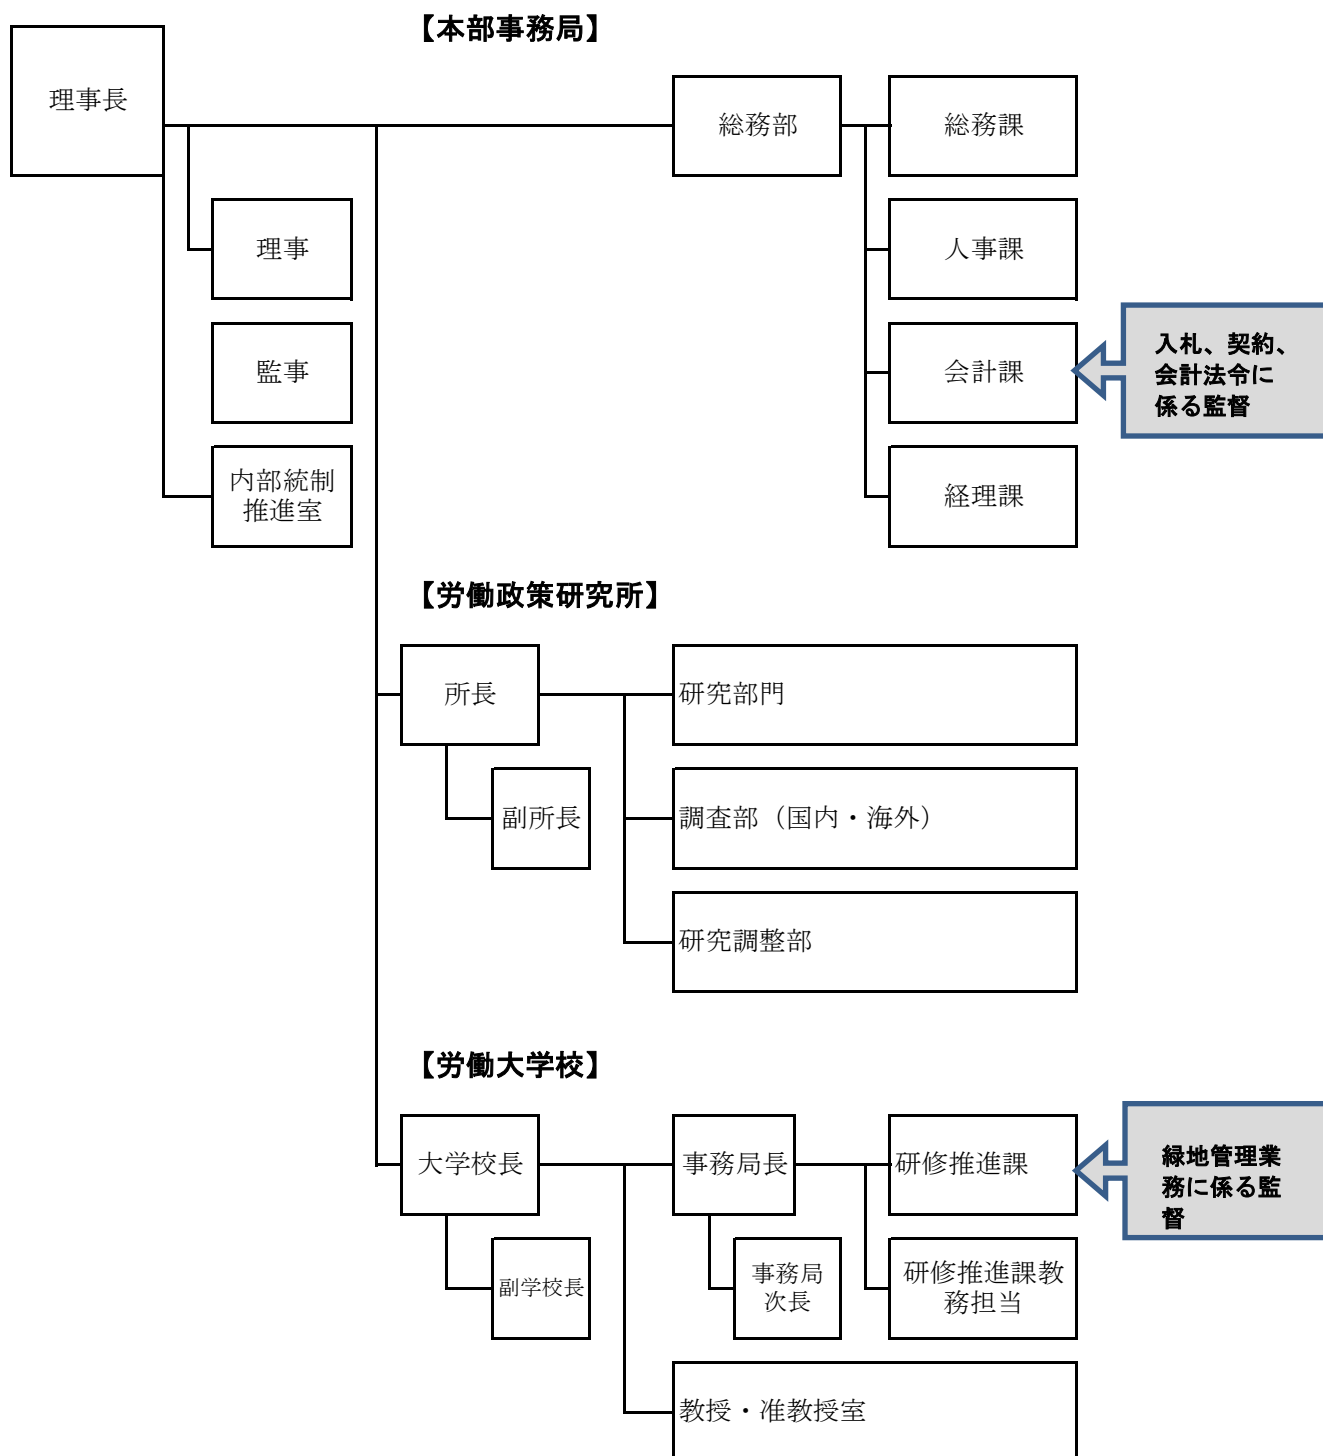 【本部事務局】
理事長
総務部
総務課
理事
人事課
監事
会計課
入札、契約、
会計法令に
係る監督
内部統制
推進室
経理課
【労働政策研究所】
所長
研究部門
副所長
調査部（国内・海外）
研究調整部
【労働大学校】
大学校長
事務局長
研修推進課
緑地管理業
務に係る監
督
副学校長
事務局
次長
研修推進課教
務担当
教授・准教授室